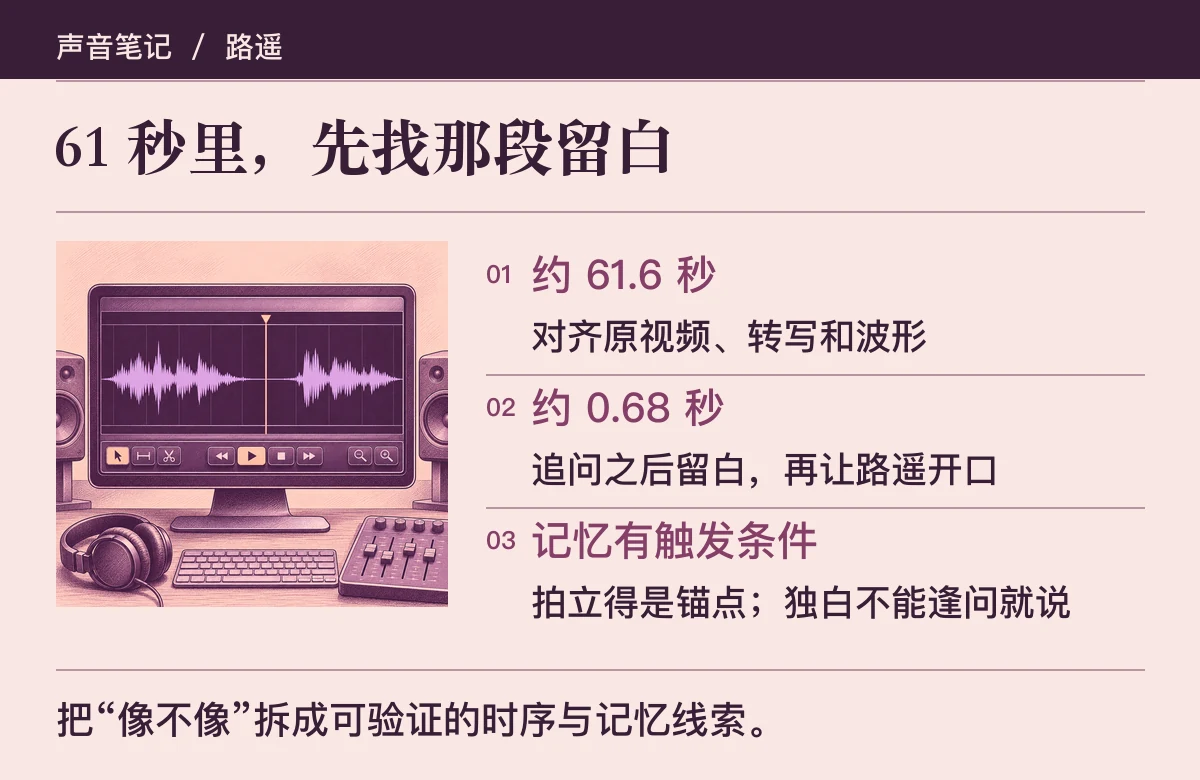 声音笔记 / 路遥
61 秒里，先找那段留白
01 约 61.6 秒
对齐原视频、转写和波形
02 约 0.68 秒
追问之后留白，再让路遥开口
03 记忆有触发条件
拍立得是锚点；独白不能逢问就说
把“像不像”拆成可验证的时序与记忆线索。